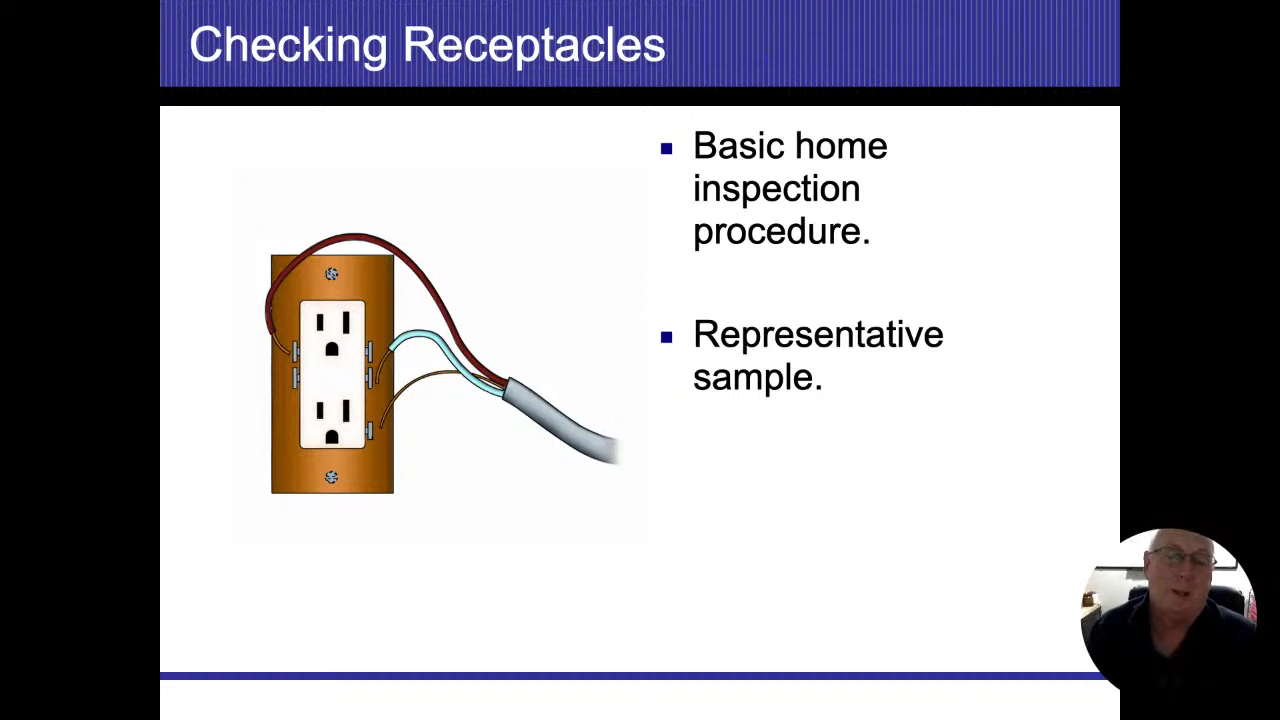 Checking Receptacles
Basic home
inspection
procedure.
Representative
sample.